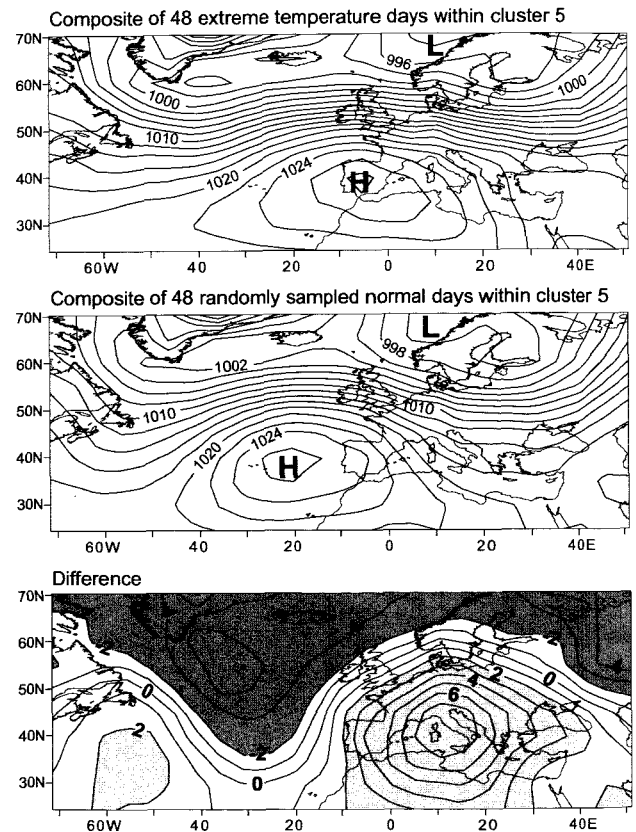 Composite of 48 extreme temperature days within cluster 5
70N
60N
50N
40N
30N
L
996
1000
1000
1010
1020
1024
H
60W 40 20 0 20 40E
Composite of 48 randomly sampled normal days within cluster 5
70N
60N
50N
40N
30N
L
998
1002
1010
1010
1020
1024
H
60W 40 20 0 20 40E
Difference
70N
60N
50N
40N
30N
2
0
2
2
0
6
4
2
2
0
4
60W 40 20 0 20 40E